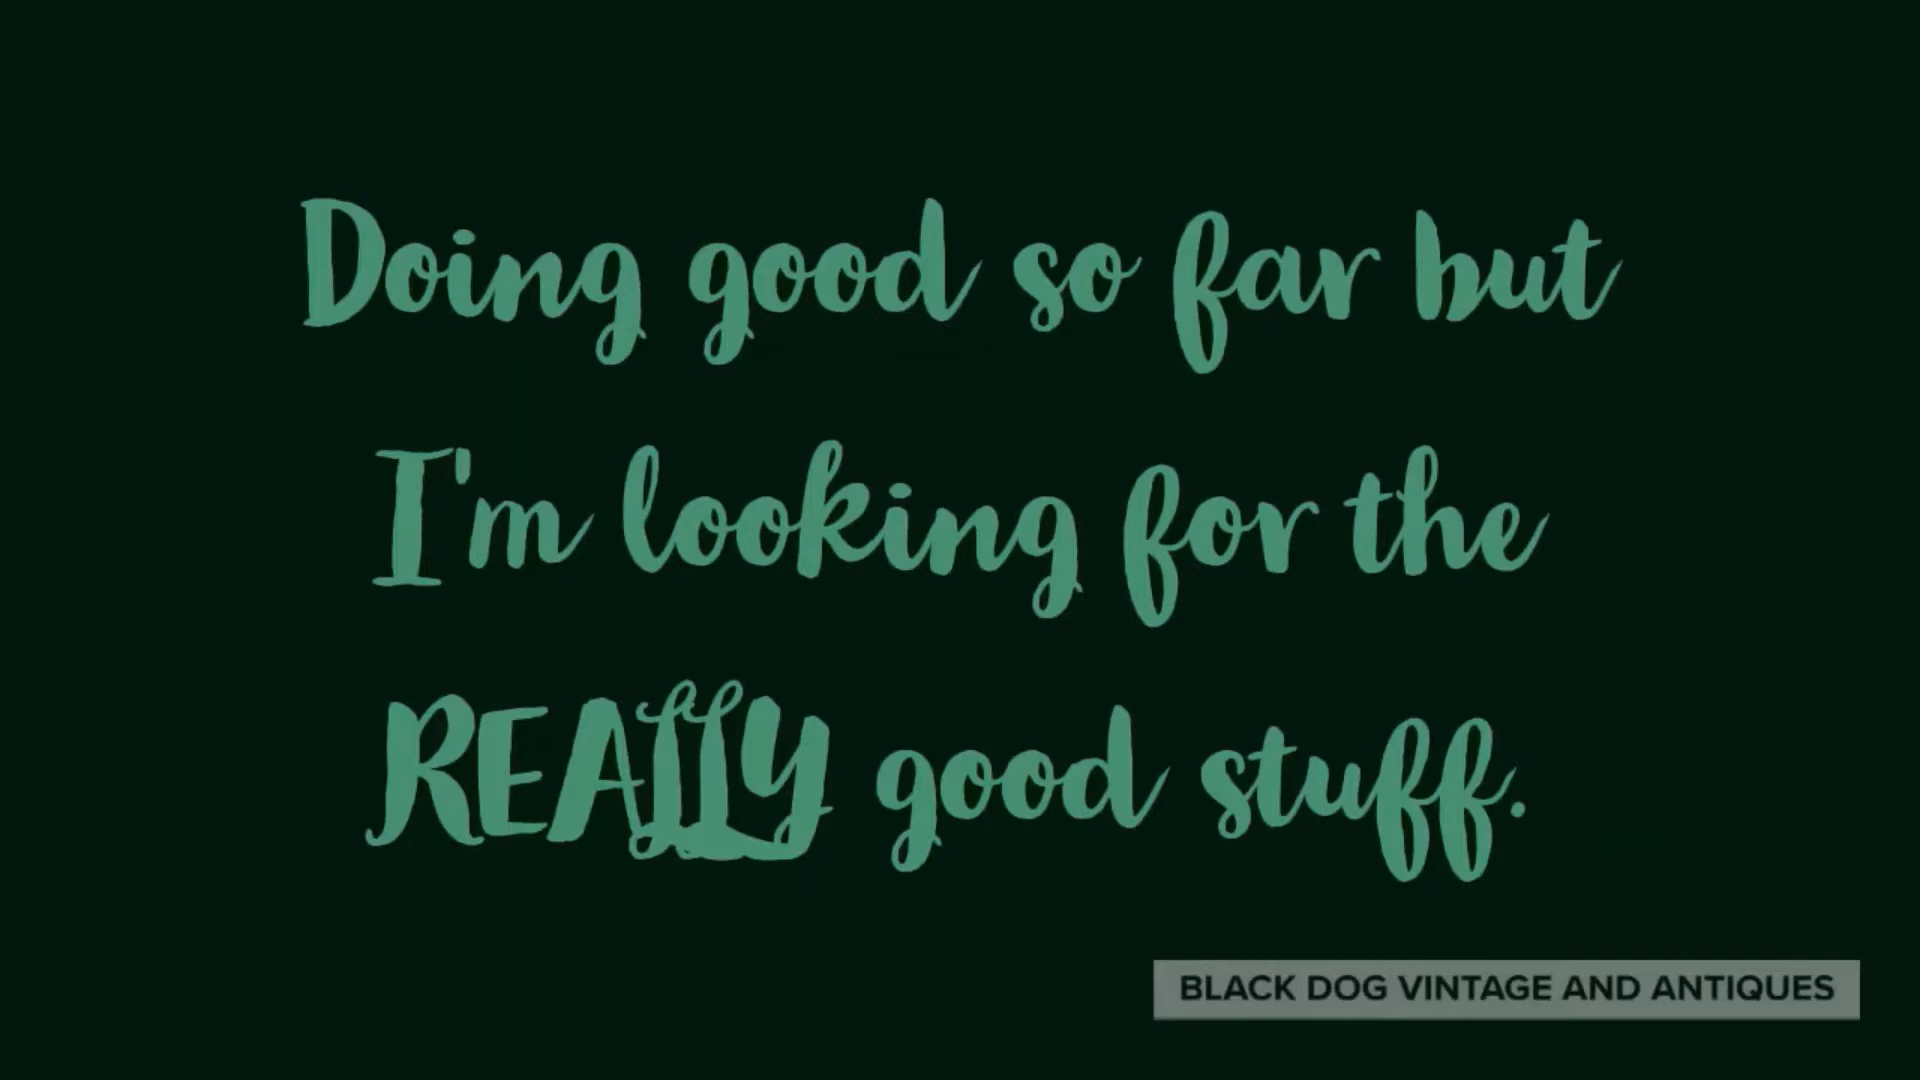 Doing good so far but
I'm looking for the
REALLY good stuff.
BLACK DOG VINTAGE AND ANTIQUES